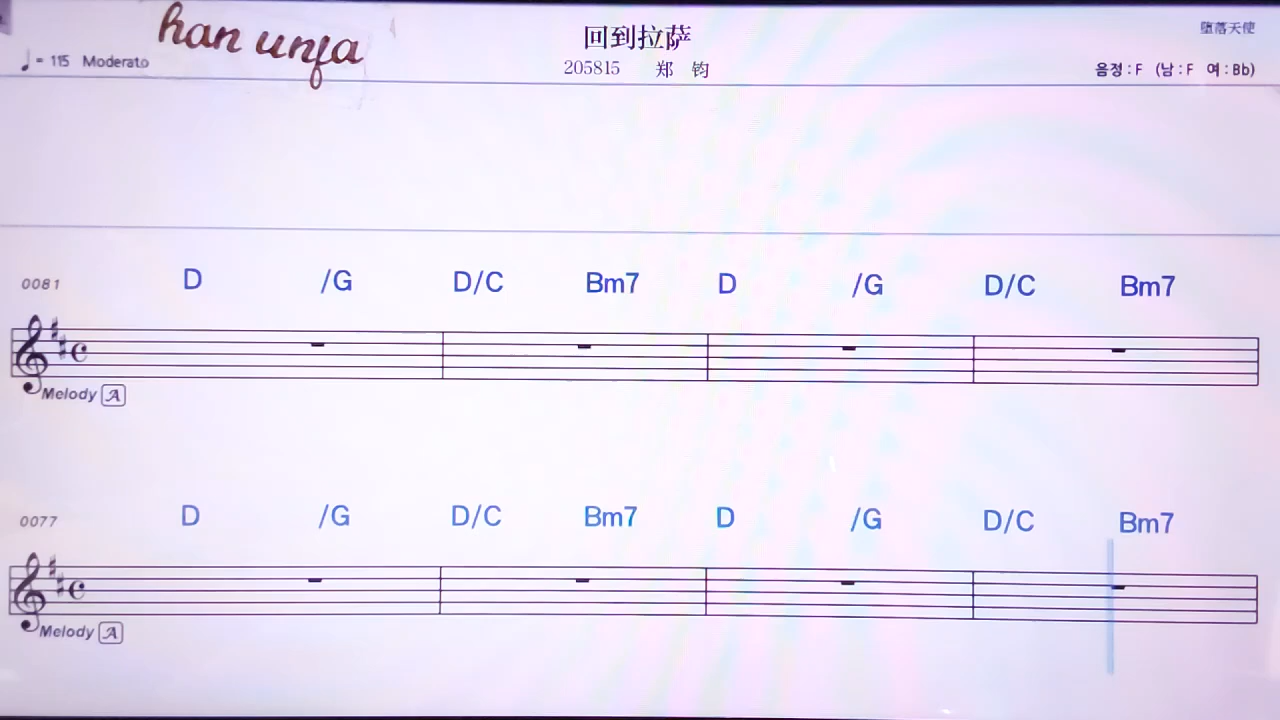 han unfa
回到拉萨
堕落天使
♩ = 115 Moderato
205815 郑 钧
음정 : F (남 : F 여 : Bb)
0081
D /G D/C Bm7 D /G D/C Bm7
Melody A
0077
D /G D/C Bm7 D /G D/C Bm7
Melody A